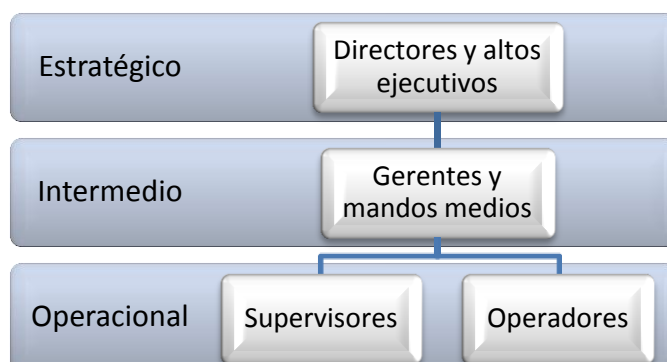 Estratégico
Directores y altos
ejecutivos
Intermedio
Gerentes y
mandos medios
Operacional
Supervisores
Operadores